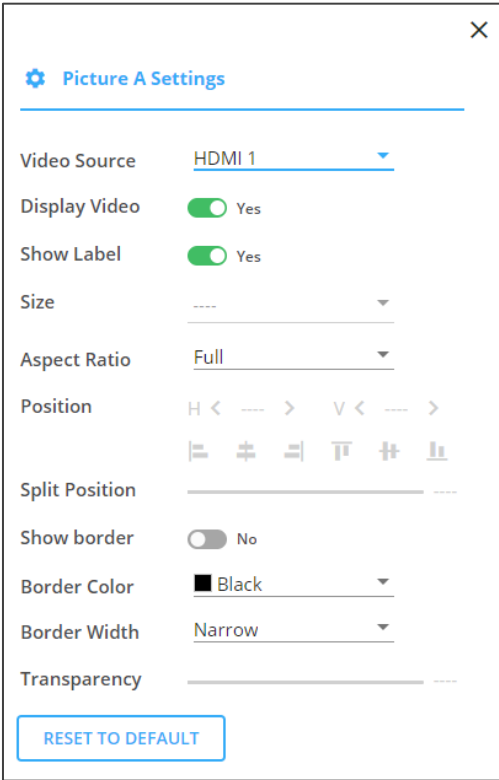 Picture A Settings
Video Source HDMI 1
Display Video Yes
Show Label Yes
Size ----
Aspect Ratio Full
Position H ---- V ----
Split Position ----
Show border No
Border Color Black
Border Width Narrow
Transparency ----
RESET TO DEFAULT